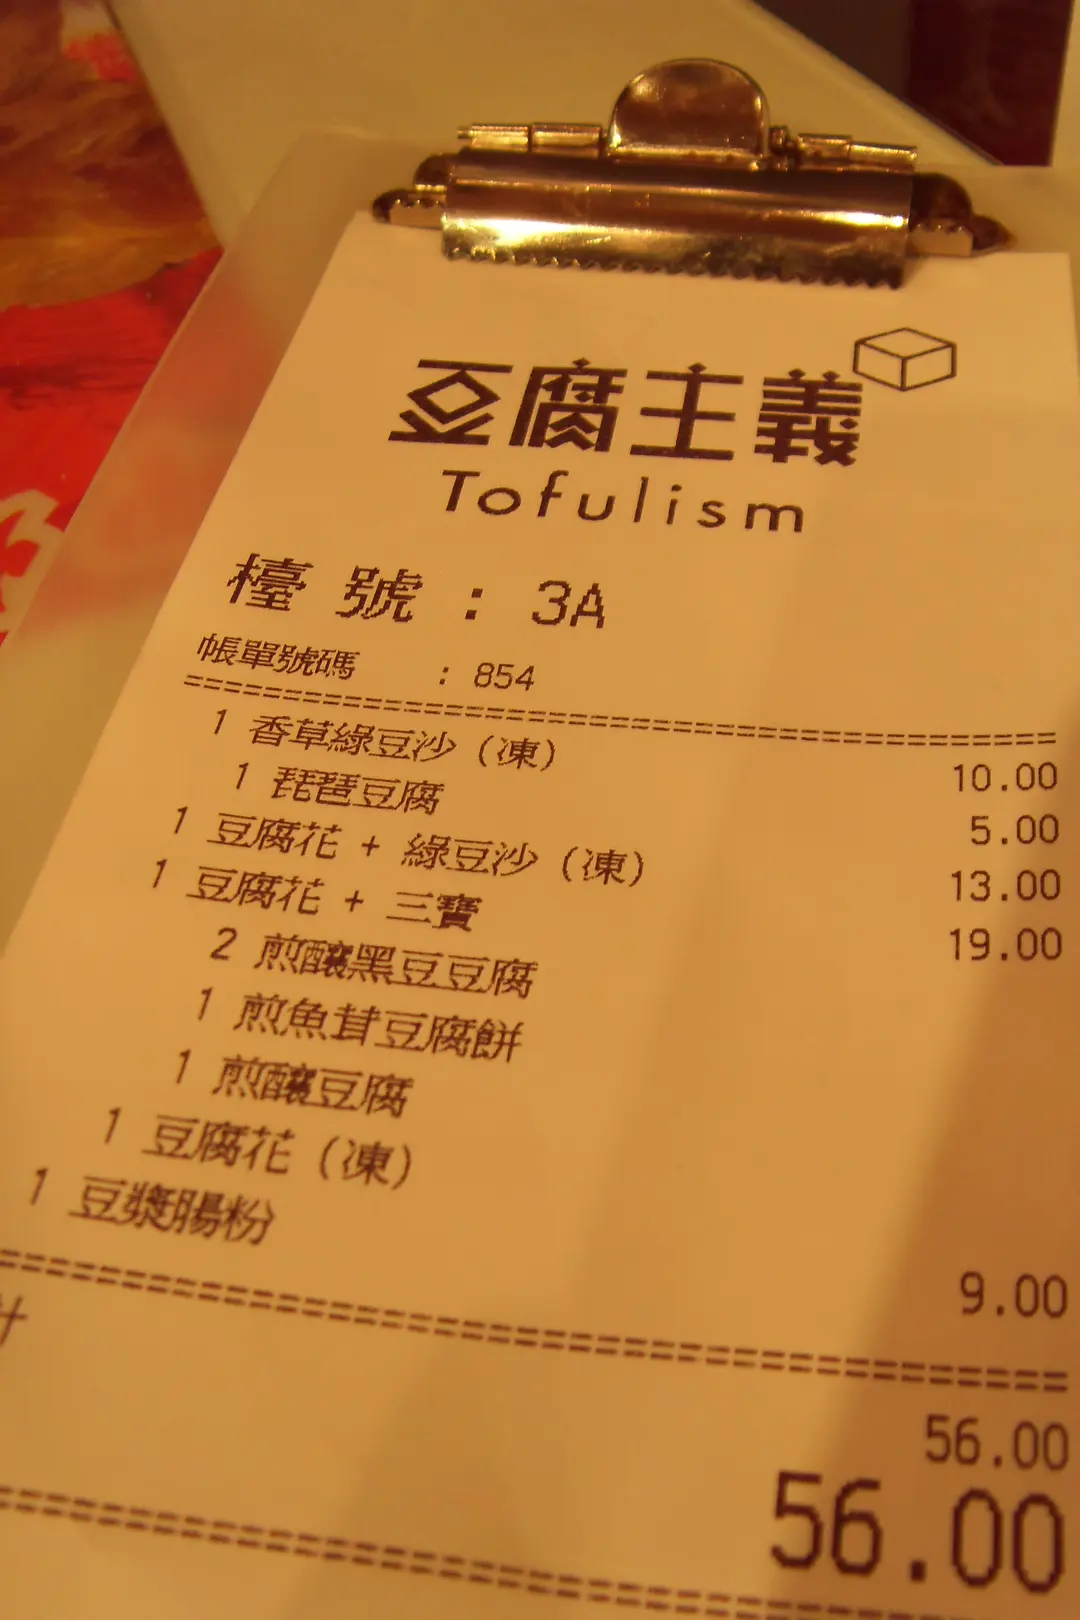 豆腐主義
Tofulism
檯號 : 3A
帳單號碼 : 854
1 香草綠豆沙(凍) 10.00
1 琵琶豆腐 5.00
1 豆腐花 + 綠豆沙(凍) 13.00
1 豆腐花 + 三寶 19.00
2 煎釀黑豆豆腐
1 煎魚茸豆腐餅
1 煎釀豆腐
1 豆腐花(凍)
1 豆漿腸粉 9.00
計 56.00
56.00